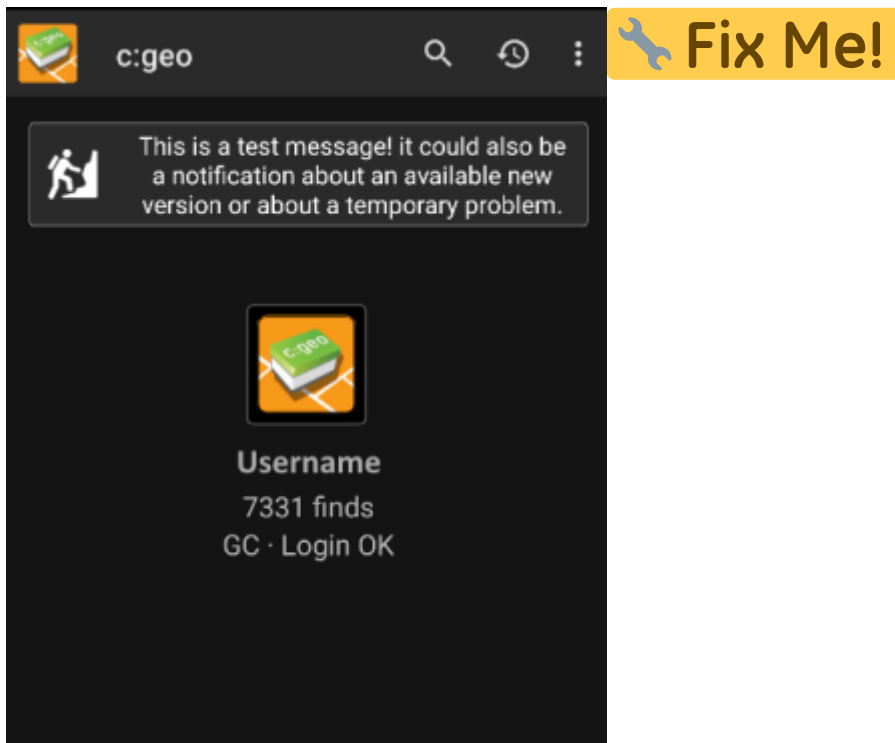 c:geo
c:geo
Fix Me!
This is a test message! it could also be
a notification about an available new
version or about a temporary problem.
c:geo
Username
7331 finds
GC · Login OK